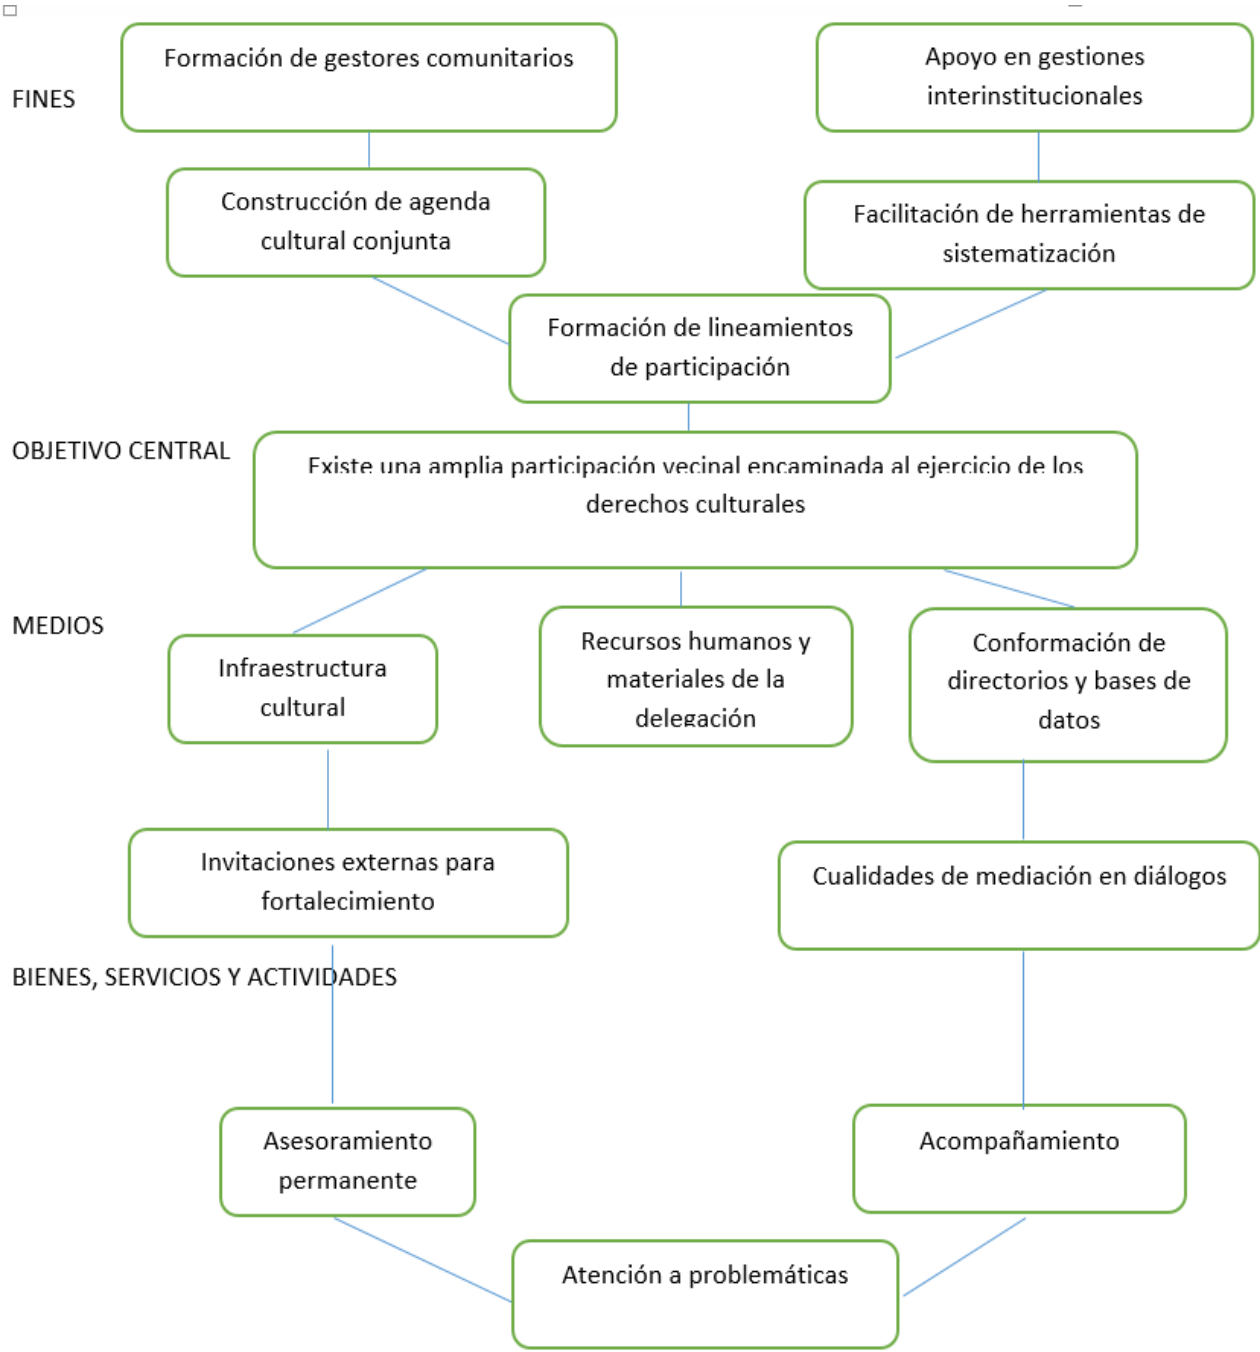 Formación de gestores comunitarios
Apoyo en gestiones
interinstitucionales
FINES
Construcción de agenda
cultural conjunta
Facilitación de herramientas de
sistematización
Formación de lineamientos
de participación
OBJETIVO CENTRAL
Existe una amplia participación vecinal encaminada al ejercicio de los
derechos culturales
MEDIOS
Infraestructura
cultural
Recursos humanos y
materiales de la
delegación
Conformación de
directorios y bases de
datos
Invitaciones externas para
fortalecimiento
Cualidades de mediación en diálogos
BIENES, SERVICIOS Y ACTIVIDADES
Asesoramiento
permanente
Acompañamiento
Atención a problemáticas